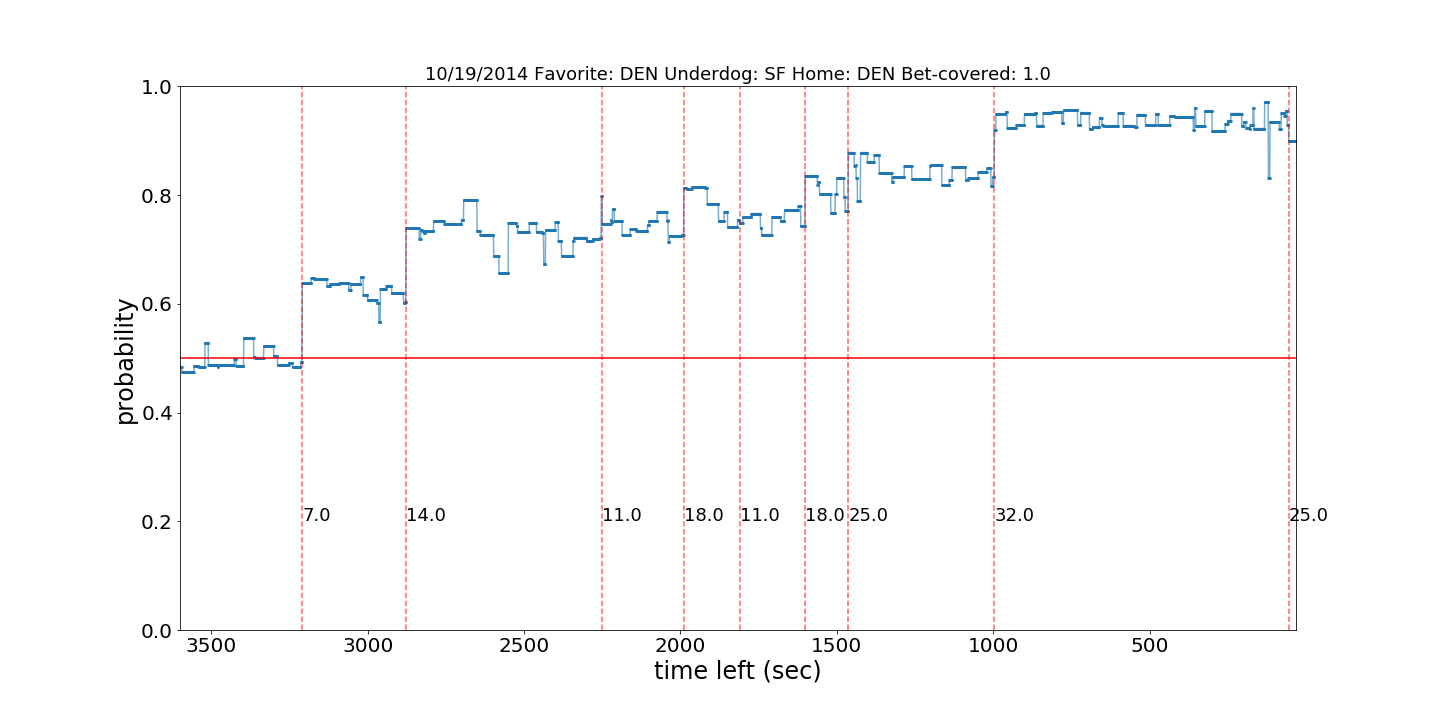 10/19/2014 Favorite: DEN Underdog: SF Home: DEN Bet-covered: 1.0
probability
1.0
0.8
0.6
0.4
0.2
0.0
7.0 14.0 11.0 18.0 11.0 18.0 25.0 32.0 25.0
3500 3000 2500 2000 1500 1000 500
time left (sec)